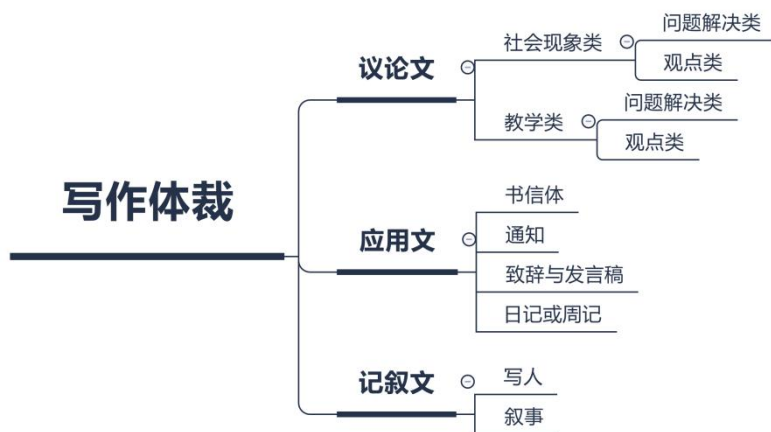 写作体裁
议论文
社会现象类
问题解决类
观点类
教学类
问题解决类
观点类
应用文
书信体
通知
致辞与发言稿
日记或周记
记叙文
写人
叙事